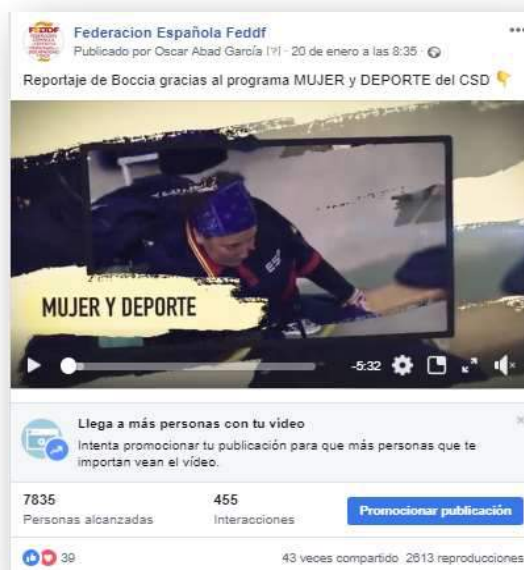 Federacion Española Feddf
Publicado por Oscar Abad García [?] · 20 de enero a las 8:35 ·
Reportaje de Boccia gracias al programa MUJER y DEPORTE del CSD 👇
ESP
MUJER Y DEPORTE
-5:32
Llega a más personas con tu vídeo
Intenta promocionar tu publicación para que más personas que te
importan vean el vídeo.
7835
Personas alcanzadas
455
Interacciones
Promocionar publicación
39
43 veces compartido 2613 reproducciones